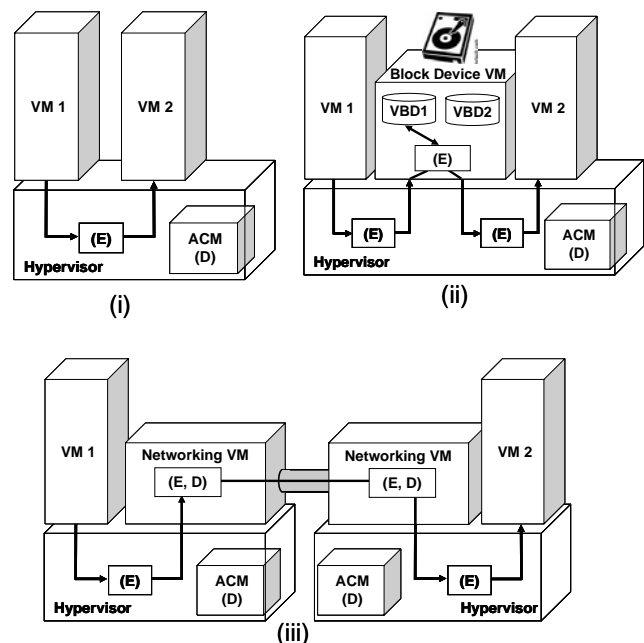 VM 1
VM 2
(E)
ACM
(D)
Hypervisor
(i)
Block Device VM
VM 1
VBD1
VBD2
VM 2
(E)
(E)
(E)
ACM
(D)
Hypervisor
(ii)
VM 1
Networking VM
(E, D)
Networking VM
(E, D)
VM 2
(E)
ACM
(D)
Hypervisor
ACM
(D)
(E)
Hypervisor
(iii)